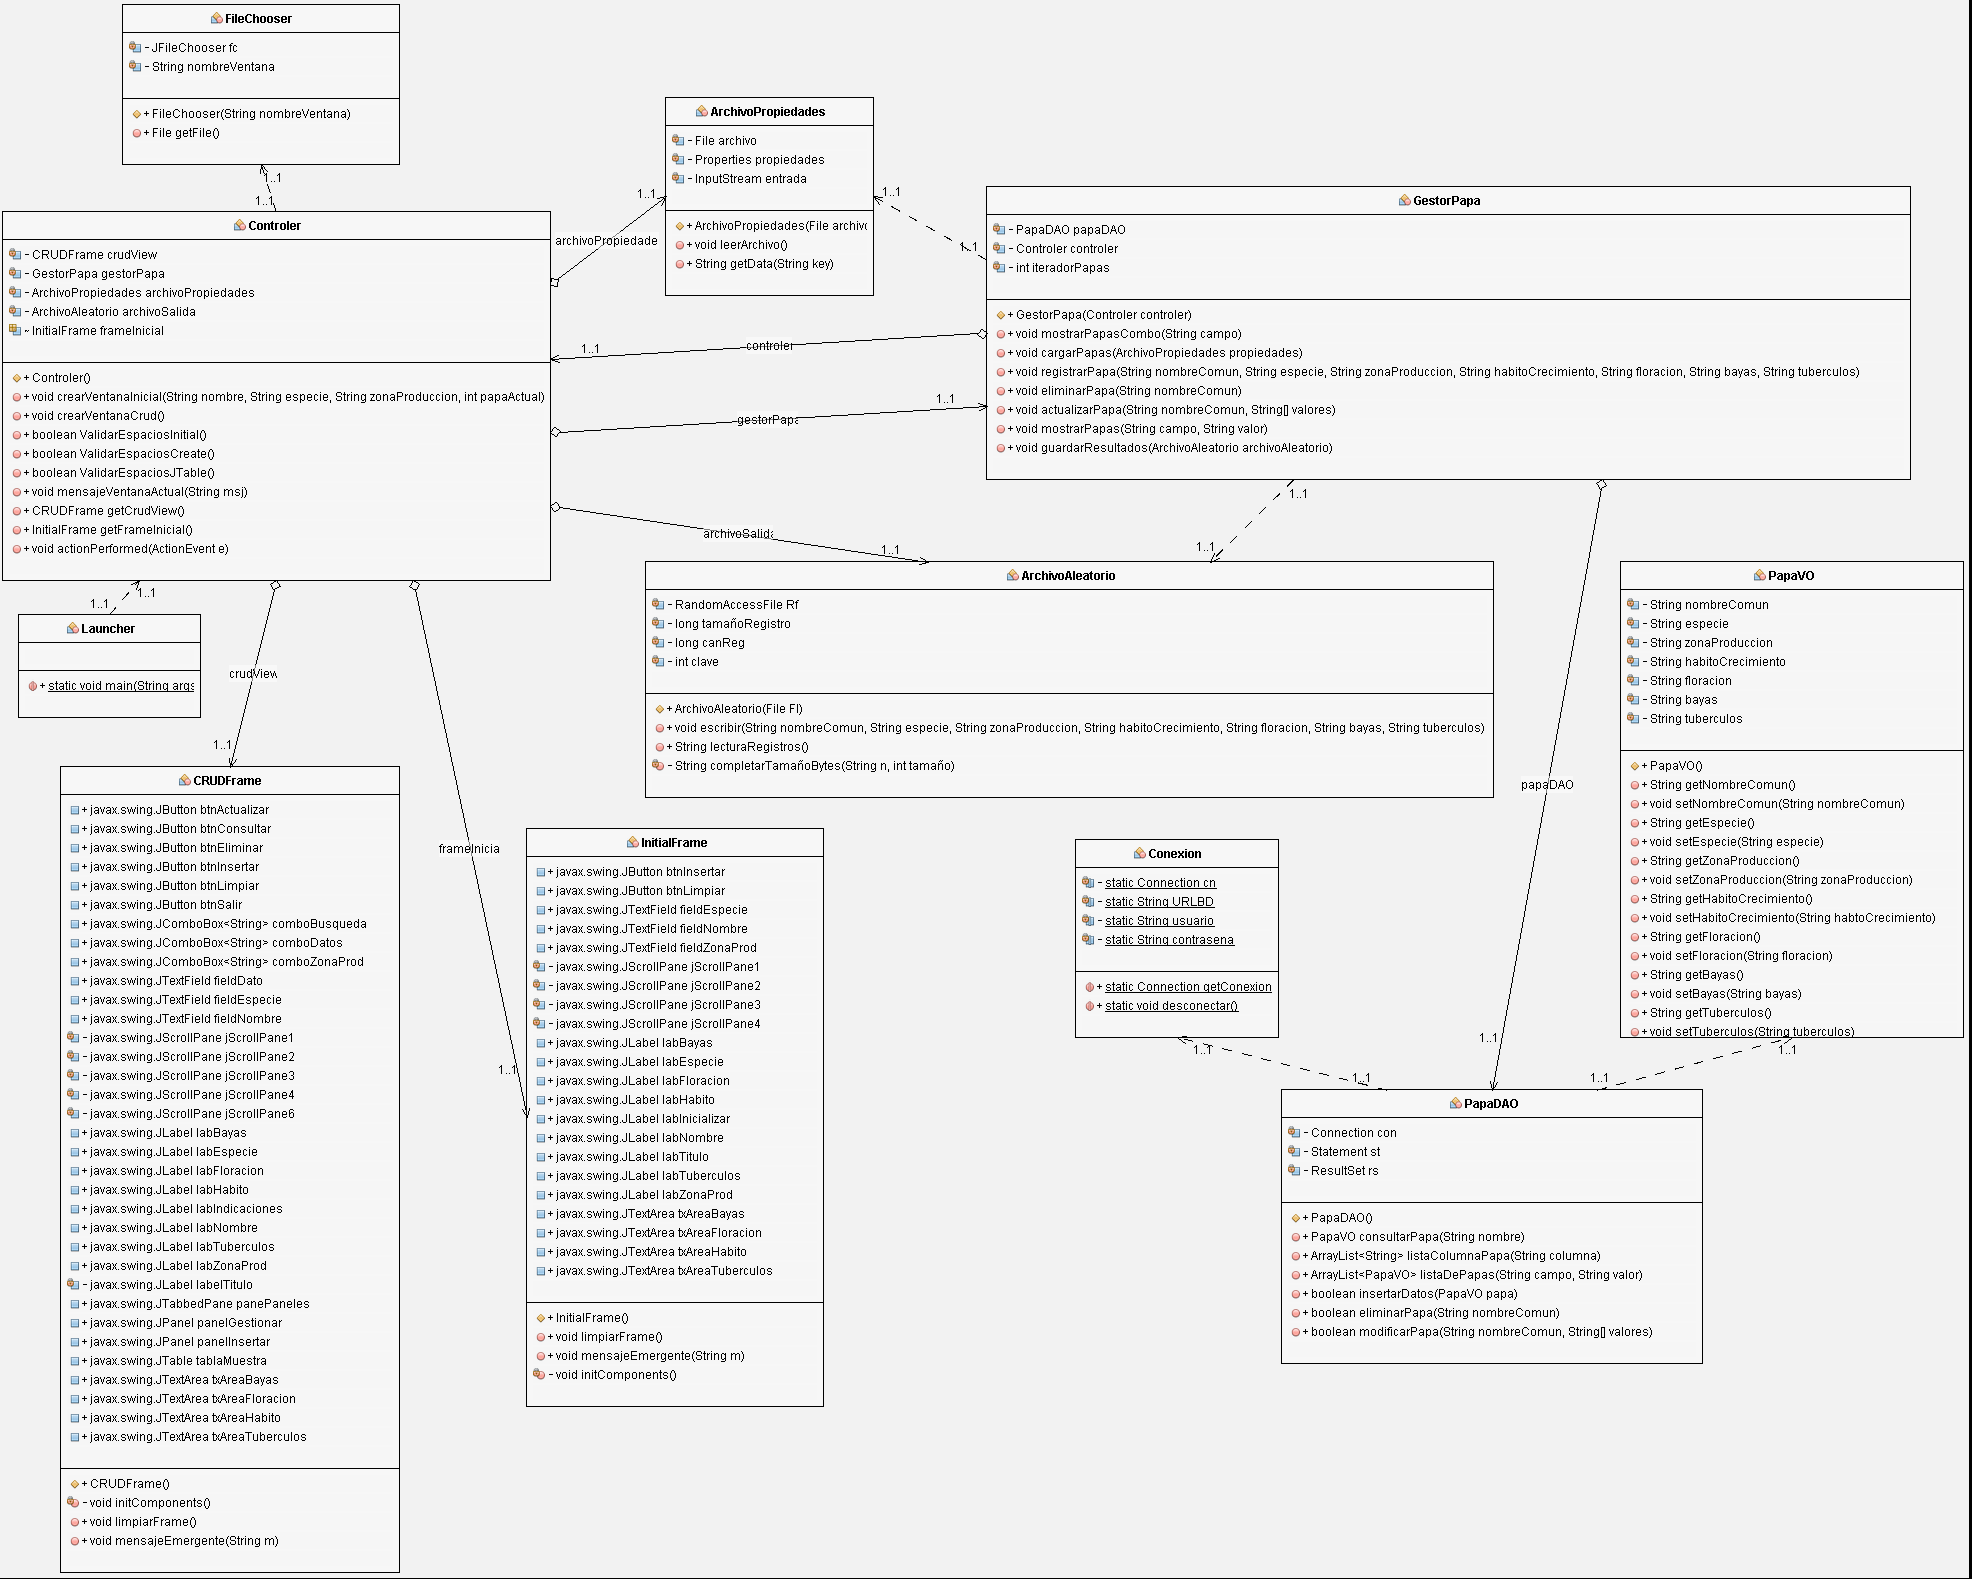 FileChooser
- JFileChooser fc
- String nombreVentana
+ FileChooser(String nombreVentana)
+ File getFile()
1..1
1..1
ArchivoPropiedades
- File archivo
- Properties propiedades
- InputStream entrada
+ ArchivoPropiedades(File archivo
+ void leerArchivo()
+ String getData(String key)
1..1
archivoPropiedade
1..1
1..1
GestorPapa
- PapaDAO papaDAO
- Controler controler
- int iteradorPapas
+ GestorPapa(Controler controler)
+ void mostrarPapasCombo(String campo)
+ void cargarPapas(ArchivoPropiedades propiedades)
+ void registrarPapa(String nombreComun, String especie, String zonaProduccion, String habitoCrecimiento, String floracion, String bayas, String tuberculos)
+ void eliminarPapa(String nombreComun)
+ void actualizarPapa(String nombreComun, String[] valores)
+ void mostrarPapas(String campo, String valor)
+ void guardarResultados(ArchivoAleatorio archivoAleatorio)
Controler
- CRUDFrame crudView
- GestorPapa gestorPapa
- ArchivoPropiedades archivoPropiedades
- ArchivoAleatorio archivoSalida
~ InitialFrame frameInicial
+ Controler()
+ void crearVentanaInicial(String nombre, String especie, String zonaProduccion, int papaActual)
+ void crearVentanaCrud()
+ boolean ValidarEspaciosInitial()
+ boolean ValidarEspaciosCreate()
+ boolean ValidarEspaciosJTable()
+ void mensajeVentanaActual(String msj)
+ CRUDFrame getCrudView()
+ InitialFrame getFrameInicial()
+ void actionPerformed(ActionEvent e)
1..1
controler
gestorPapa
1..1
archivoSalida
1..1
1..1
1..1
1..1
1..1
Launcher
+ static void main(String args
crudView
1..1
frameInicia
1..1
papaDAO
1..1
ArchivoAleatorio
- RandomAccessFile Rf
- long tamañoRegistro
- long canReg
- int clave
+ ArchivoAleatorio(File Fl)
+ void escribir(String nombreComun, String especie, String zonaProduccion, String habitoCrecimiento, String floracion, String bayas, String tuberculos)
+ String lecturaRegistros()
- String completarTamañoBytes(String n, int tamaño)
PapaVO
- String nombreComun
- String especie
- String zonaProduccion
- String habitoCrecimiento
- String floracion
- String bayas
- String tuberculos
+ PapaVO()
+ String getNombreComun()
+ void setNombreComun(String nombreComun)
+ String getEspecie()
+ void setEspecie(String especie)
+ String getZonaProduccion()
+ void setZonaProduccion(String zonaProduccion)
+ String getHabitoCrecimiento()
+ void setHabitoCrecimiento(String habtoCrecimiento)
+ String getFloracion()
+ void setFloracion(String floracion)
+ String getBayas()
+ void setBayas(String bayas)
+ String getTuberculos()
+ void setTuberculos(String tuberculos)
CRUDFrame
+ javax.swing.JButton btnActualizar
+ javax.swing.JButton btnConsultar
+ javax.swing.JButton btnEliminar
+ javax.swing.JButton btnInsertar
+ javax.swing.JButton btnLimpiar
+ javax.swing.JButton btnSalir
+ javax.swing.JComboBox<String> comboBusqueda
+ javax.swing.JComboBox<String> comboDatos
+ javax.swing.JComboBox<String> comboZonaProd
+ javax.swing.JTextField fieldDato
+ javax.swing.JTextField fieldEspecie
+ javax.swing.JTextField fieldNombre
- javax.swing.JScrollPane jScrollPane1
- javax.swing.JScrollPane jScrollPane2
- javax.swing.JScrollPane jScrollPane3
- javax.swing.JScrollPane jScrollPane4
- javax.swing.JScrollPane jScrollPane6
+ javax.swing.JLabel labBayas
+ javax.swing.JLabel labEspecie
+ javax.swing.JLabel labFloracion
+ javax.swing.JLabel labHabito
+ javax.swing.JLabel labIndicaciones
+ javax.swing.JLabel labNombre
+ javax.swing.JLabel labTuberculos
+ javax.swing.JLabel labZonaProd
- javax.swing.JLabel labelTitulo
+ javax.swing.JTabbedPane panePaneles
+ javax.swing.JPanel panelGestionar
+ javax.swing.JPanel panelInsertar
+ javax.swing.JTable tablaMuestra
+ javax.swing.JTextArea txAreaBayas
+ javax.swing.JTextArea txAreaFloracion
+ javax.swing.JTextArea txAreaHabito
+ javax.swing.JTextArea txAreaTuberculos
+ CRUDFrame()
- void initComponents()
+ void limpiarFrame()
+ void mensajeEmergente(String m)
InitialFrame
+ javax.swing.JButton btnInsertar
+ javax.swing.JButton btnLimpiar
+ javax.swing.JTextField fieldEspecie
+ javax.swing.JTextField fieldNombre
+ javax.swing.JTextField fieldZonaProd
- javax.swing.JScrollPane jScrollPane1
- javax.swing.JScrollPane jScrollPane2
- javax.swing.JScrollPane jScrollPane3
- javax.swing.JScrollPane jScrollPane4
+ javax.swing.JLabel labBayas
+ javax.swing.JLabel labEspecie
+ javax.swing.JLabel labFloracion
+ javax.swing.JLabel labHabito
+ javax.swing.JLabel labInicializar
+ javax.swing.JLabel labNombre
+ javax.swing.JLabel labTitulo
+ javax.swing.JLabel labTuberculos
+ javax.swing.JLabel labZonaProd
+ javax.swing.JTextArea txAreaBayas
+ javax.swing.JTextArea txAreaFloracion
+ javax.swing.JTextArea txAreaHabito
+ javax.swing.JTextArea txAreaTuberculos
+ InitialFrame()
+ void limpiarFrame()
+ void mensajeEmergente(String m)
- void initComponents()
Conexion
- static Connection cn
- static String URLBD
- static String usuario
- static String contrasena
+ static Connection getConexion
+ static void desconectar()
1..1
1..1
1..1
1..1
PapaDAO
- Connection con
- Statement st
- ResultSet rs
+ PapaDAO()
+ PapaVO consultarPapa(String nombre)
+ ArrayList<String> listaColumnaPapa(String columna)
+ ArrayList<PapaVO> listaDePapas(String campo, String valor)
+ boolean insertarDatos(PapaVO papa)
+ boolean eliminarPapa(String nombreComun)
+ boolean modificarPapa(String nombreComun, String[] valores)